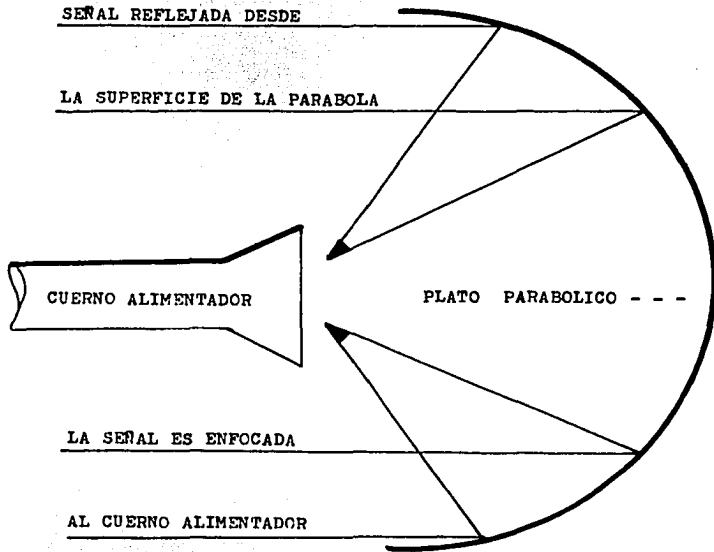 SEÑAL REFLEJADA DESDE
LA SUPERFICIE DE LA PARABOLA
CUERNO ALIMENTADOR
PLATO PARABOLICO - - -
LA SEÑAL ES ENFOCADA
AL CUERNO ALIMENTADOR